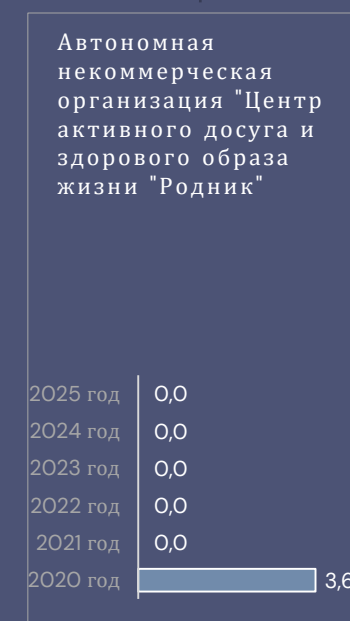 Автономная
некоммерческая
организация "Центр
активного досуга и
здорового образа
жизни "Родник"
2025 год 0,0
2024 год 0,0
2023 год 0,0
2022 год 0,0
2021 год 0,0
2020 год 3,6